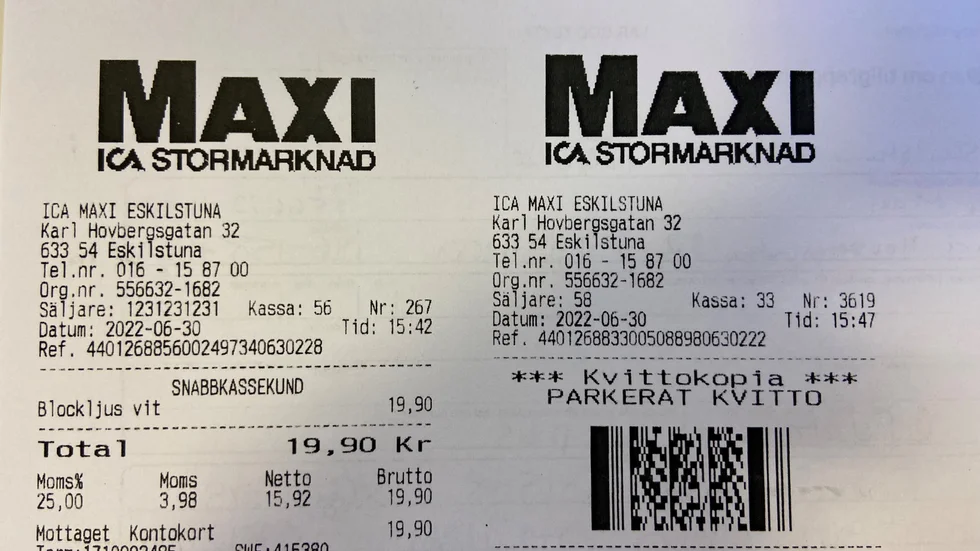 MAXI
ICA STORMARKNAD
ICA MAXI ESKILSTUNA
Karl Hovbergsgatan 32
633 54 Eskilstuna
Tel.nr. 016 - 15 87 00
Org.nr. 556632-1682
Säljare: 1231231231 Kassa: 56 Nr: 267
Datum: 2022-06-30 Tid: 15:42
Ref. 4401268856002497340630228
SNABBKASSEKUND
Blockljus vit 19,90
Total 19,90 Kr
Moms% Moms Netto Brutto
25,00 3,98 15,92 19,90
Mottaget Kontokort 19,90
MAXI
ICA STORMARKNAD
ICA MAXI ESKILSTUNA
Karl Hovbergsgatan 32
633 54 Eskilstuna
Tel.nr. 016 - 15 87 00
Org.nr. 556632-1682
Säljare: 58 Kassa: 33 Nr: 3619
Datum: 2022-06-30 Tid: 15:47
Ref. 4401268833005088980630222
*** Kvittokopia ***
PARKERAT KVITTO